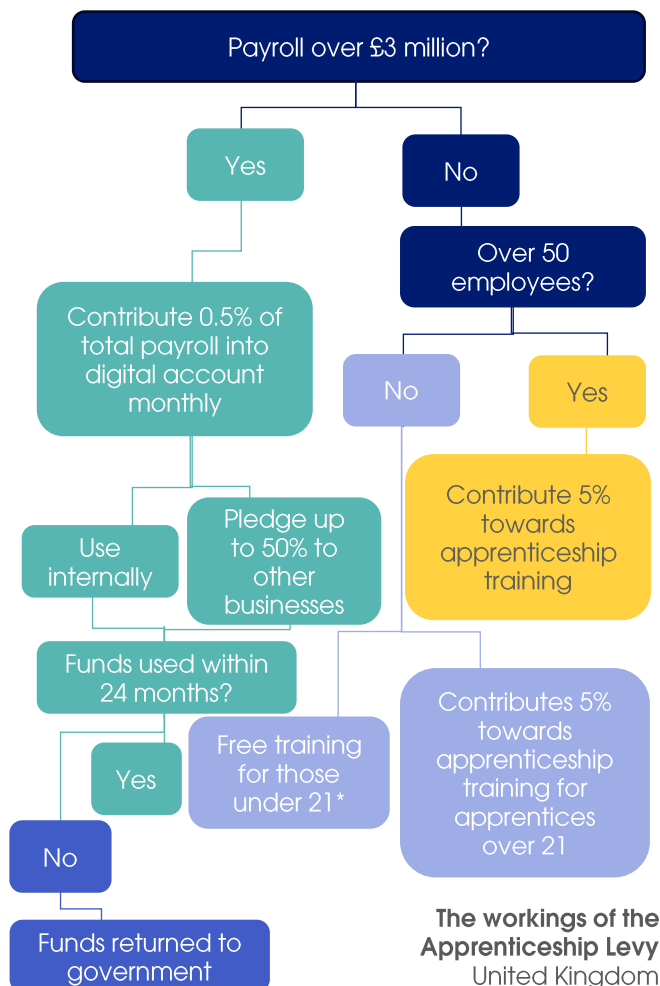 Payroll over £3 million?
Yes
No
Over 50
employees?
Contribute 0.5% of
total payroll into
digital account
monthly
No
Yes
Contribute 5%
towards
apprenticeship
training
Use
internally
Pledge up
to 50% to
other
businesses
Funds used within
24 months?
Yes
Free training
for those
under 21*
Contributes 5%
towards
apprenticeship
training for
apprentices
over 21
No
Funds returned to
government
The workings of the
Apprenticeship Levy
United Kingdom